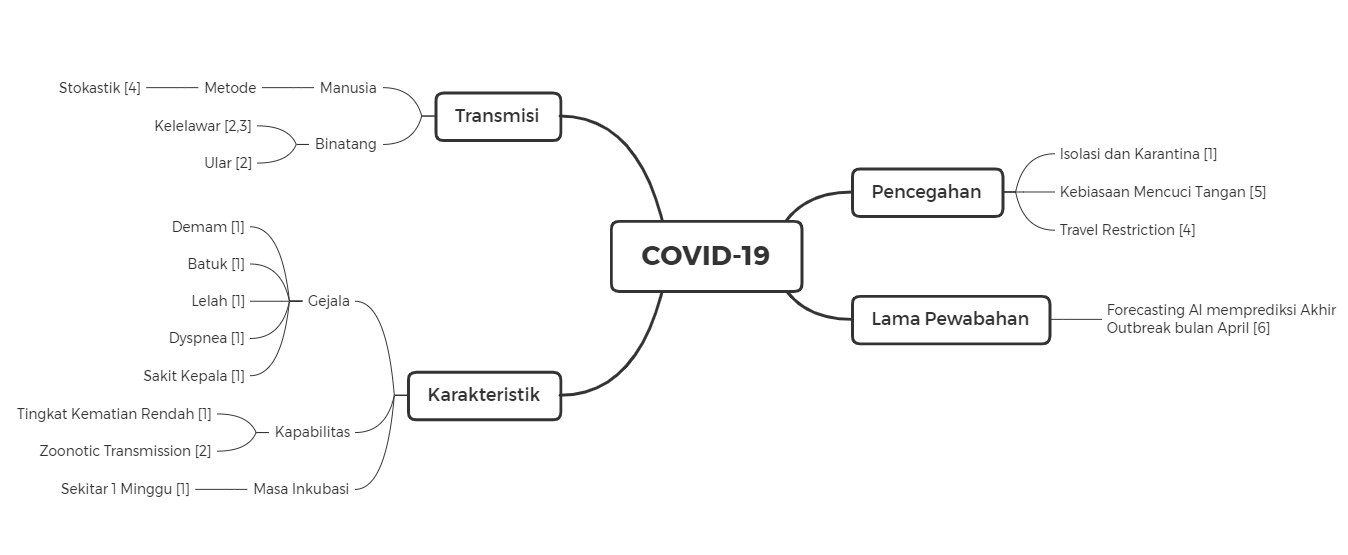 COVID-19
Transmisi
Manusia
Metode
Stokastik [4]
Binatang
Kelelawar [2,3]
Ular [2]
Karakteristik
Gejala
Demam [1]
Batuk [1]
Lelah [1]
Dyspnea [1]
Sakit Kepala [1]
Kapabilitas
Tingkat Kematian Rendah [1]
Zoonotic Transmission [2]
Masa Inkubasi
Sekitar 1 Minggu [1]
Pencegahan
Isolasi dan Karantina [1]
Kebiasaan Mencuci Tangan [5]
Travel Restriction [4]
Lama Pewabahan
Forecasting AI memprediksi Akhir
Outbreak bulan April [6]